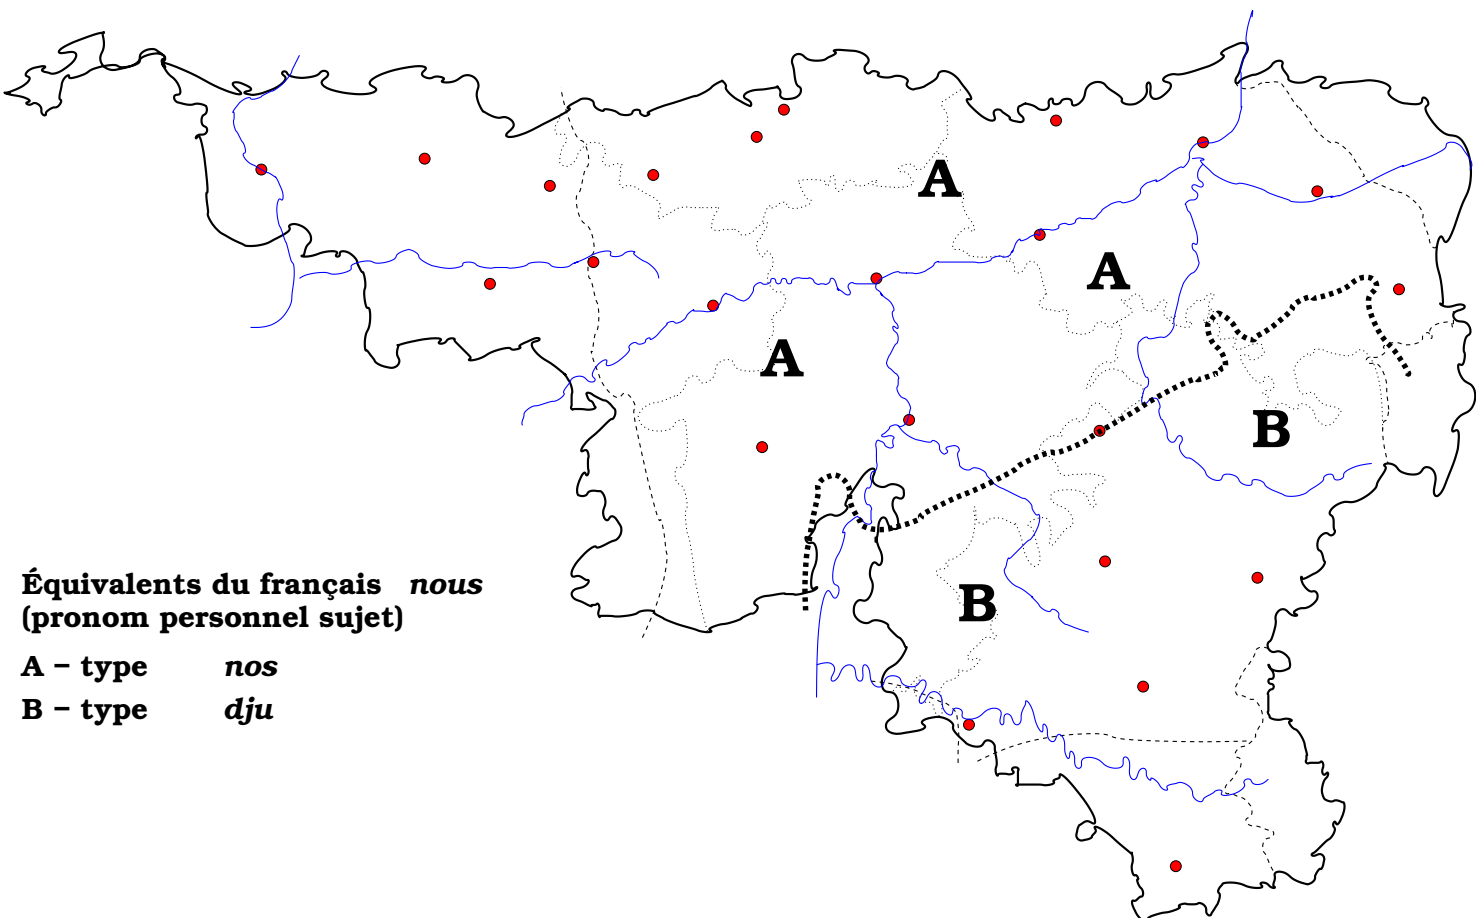 A
A
A
B
B
Équivalents du français nous
(pronom personnel sujet)
A – type nos
B – type dju